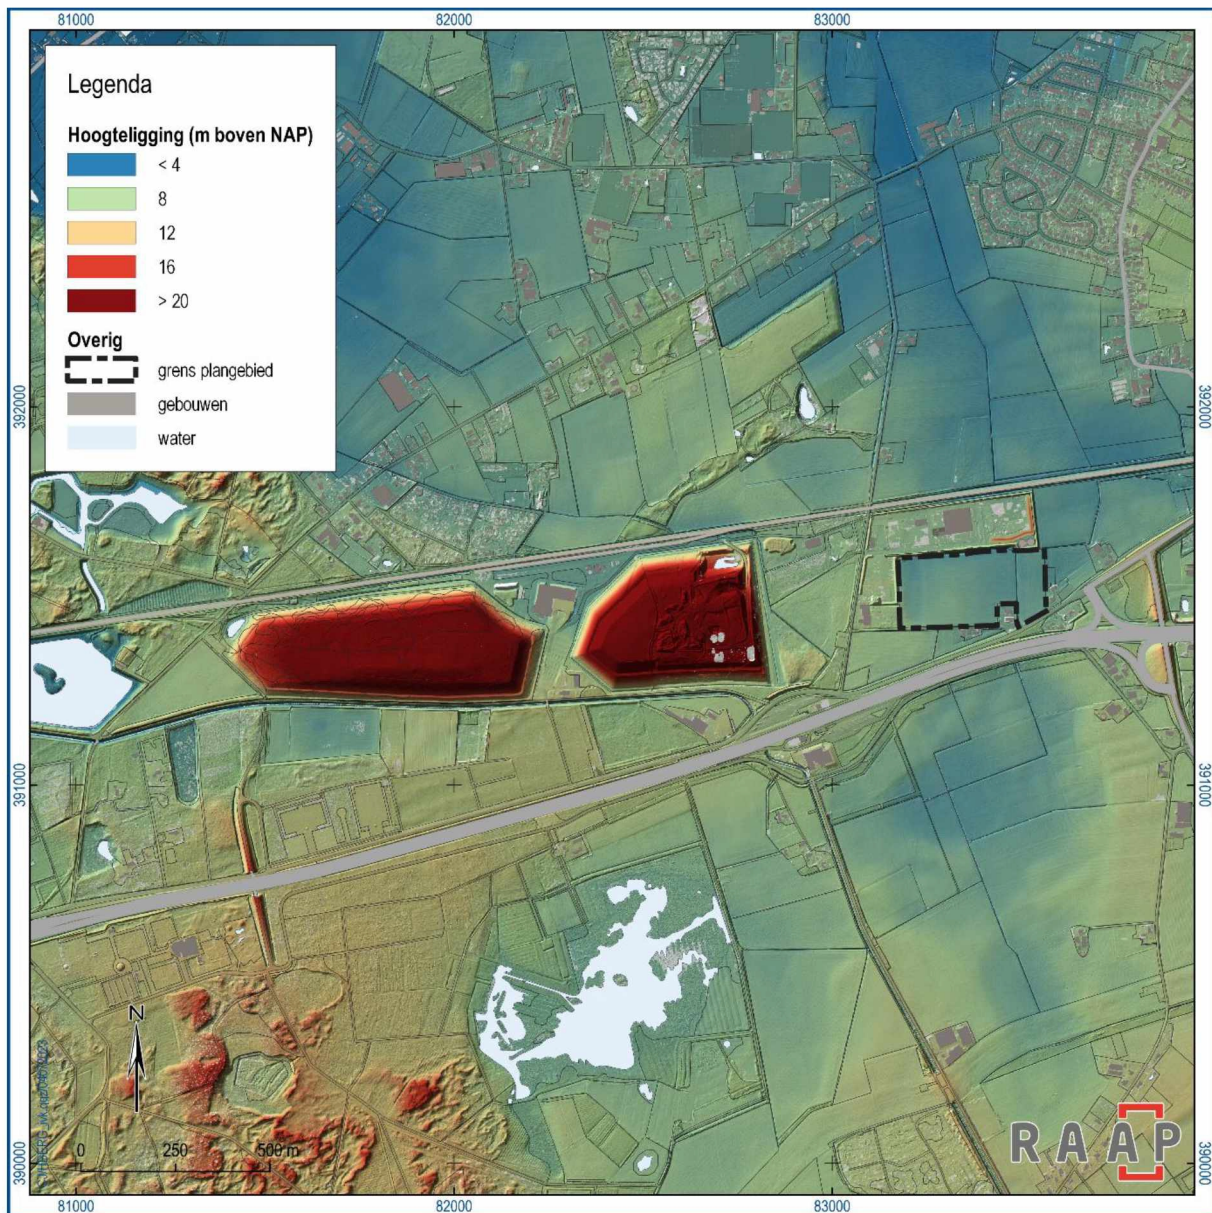 81000 82000 83000
Legenda
Hoogteligging (m boven NAP)
< 4
8
12
16
> 20
Overig
grens plangebied
gebouwen
water
392000 392000
391000 391000
N
0 250 500 m
RAAP
390000 390000
81000 82000 83000